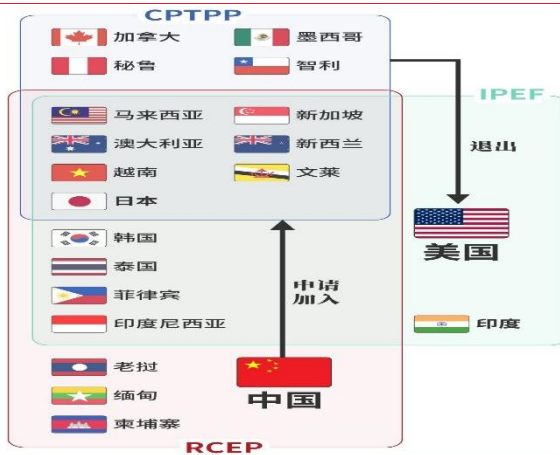 CPTPP
加拿大 墨西哥
秘鲁 智利
IPEF
马来西亚 新加坡
澳大利亚 新西兰
退出
越南 文莱
日本
韩国
美国
泰国
申请
加入
菲律宾
印度尼西亚 印度
老挝
缅甸 中国
柬埔寨
RCEP